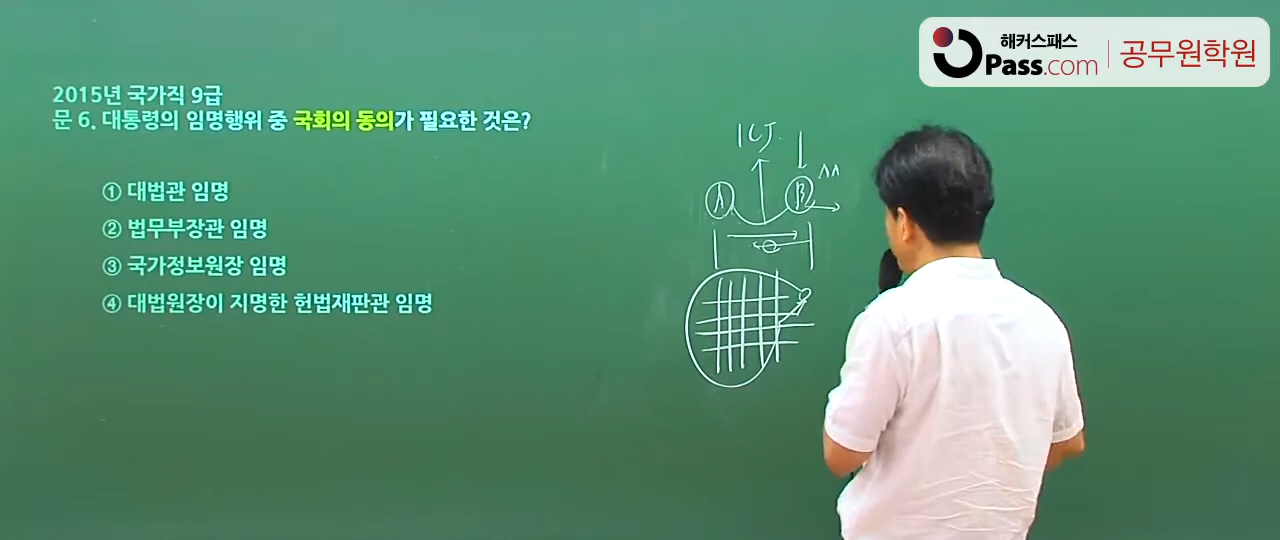 해커스패스
Pass.com
공무원학원
2015년 국가직 9급
문 6. 대통령의 임명행위 중 국회의 동의가 필요한 것은?
① 대법관 임명
② 법무부장관 임명
③ 국가정보원장 임명
④ 대법원장이 지명한 헌법재판관 임명
ICJ
A
B